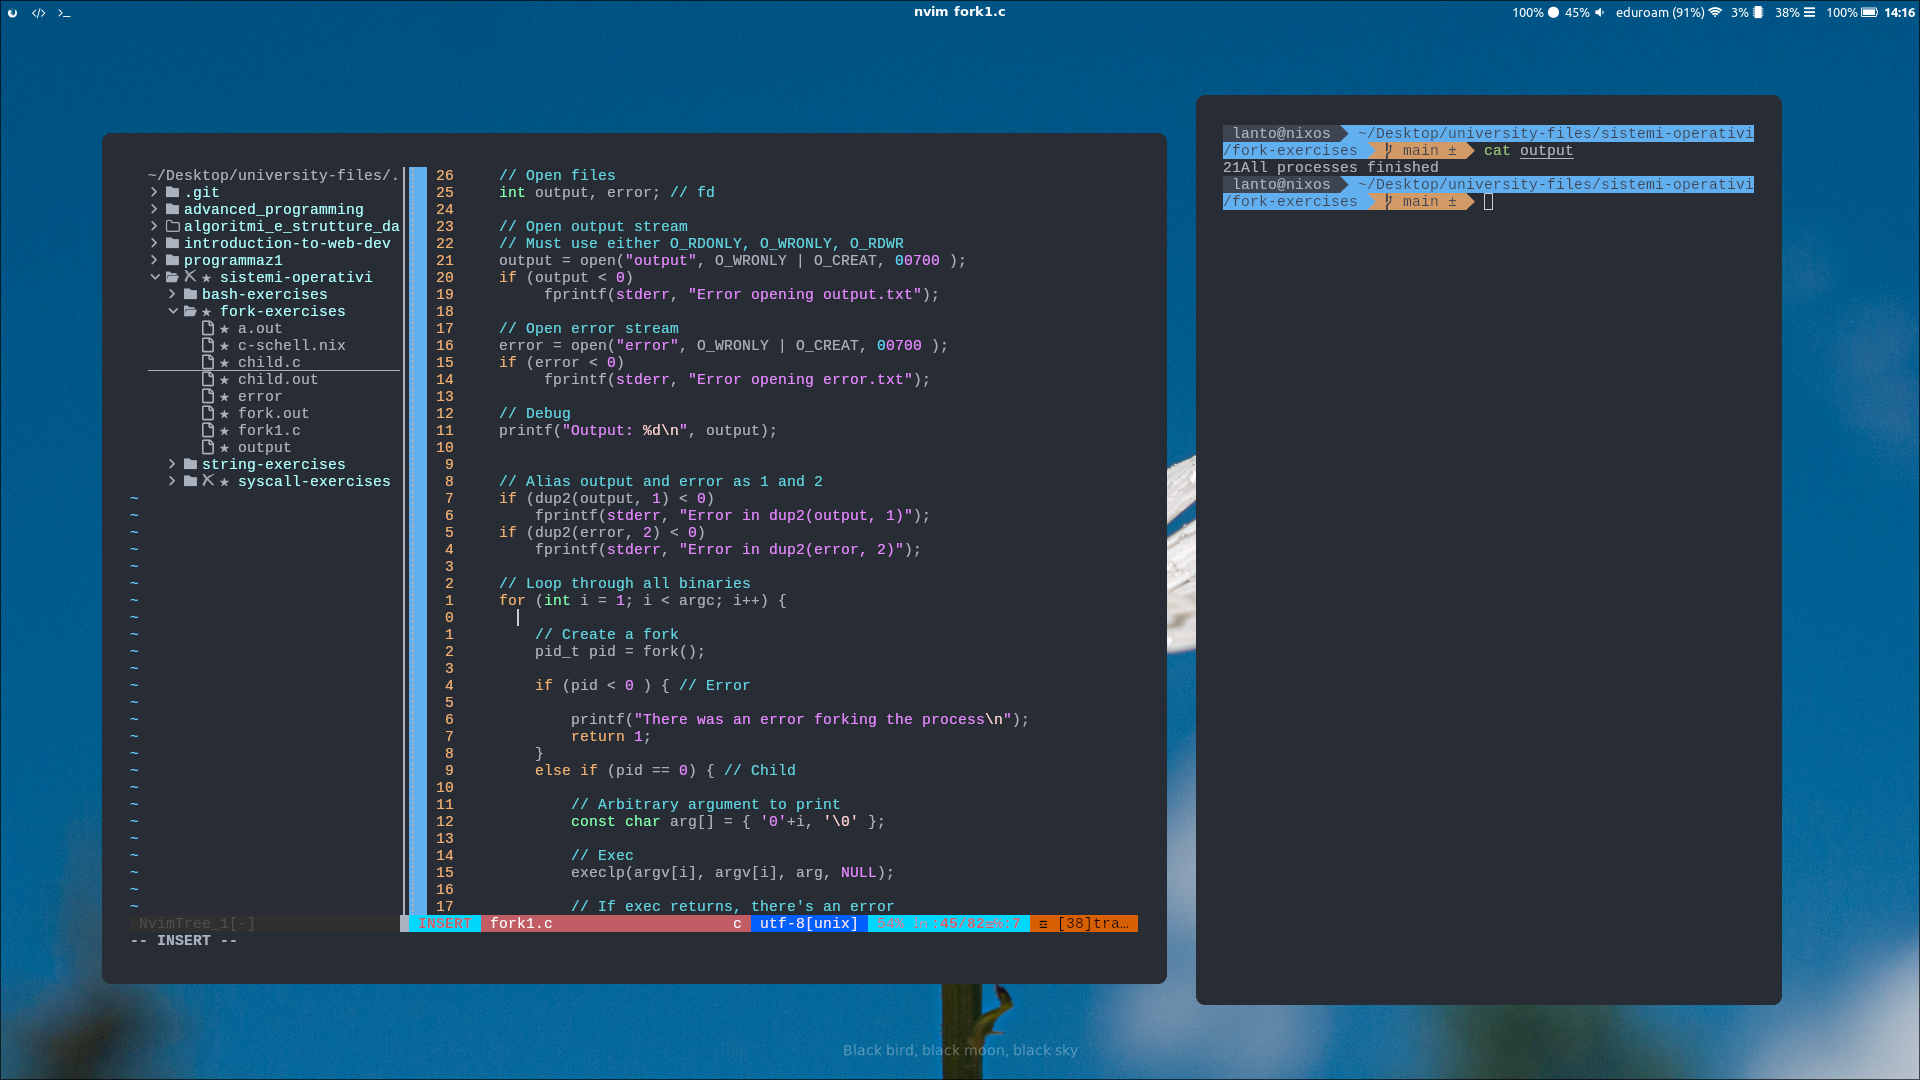 nvim fork1.c
100% 45% eduroam (91%) 3% 38% 100% 14:16
~/Desktop/university-files/.
.git
advanced_programming
algoritmi_e_strutture_da
introduction-to-web-dev
programmaz1
★ sistemi-operativi
bash-exercises
★ fork-exercises
★ a.out
★ c-schell.nix
★ child.c
★ child.out
★ error
★ fork.out
★ fork1.c
★ output
string-exercises
★ syscall-exercises
26 // Open files
25 int output, error; // fd
24
23 // Open output stream
22 // Must use either O_RDONLY, O_WRONLY, O_RDWR
21 output = open("output", O_WRONLY | O_CREAT, 00700 );
20 if (output < 0)
19 fprintf(stderr, "Error opening output.txt");
18
17 // Open error stream
16 error = open("error", O_WRONLY | O_CREAT, 00700 );
15 if (error < 0)
14 fprintf(stderr, "Error opening error.txt");
13
12 // Debug
11 printf("Output: %d\n", output);
10
9
8 // Alias output and error as 1 and 2
7 if (dup2(output, 1) < 0)
6 fprintf(stderr, "Error in dup2(output, 1)");
5 if (dup2(error, 2) < 0)
4 fprintf(stderr, "Error in dup2(error, 2)");
3
2 // Loop through all binaries
1 for (int i = 1; i < argc; i++) {
0
1 // Create a fork
2 pid_t pid = fork();
3
4 if (pid < 0 ) { // Error
5
6 printf("There was an error forking the process\n");
7 return 1;
8 }
9 else if (pid == 0) { // Child
10
11 // Arbitrary argument to print
12 const char arg[] = { '0'+i, '\0' };
13
14 // Exec
15 execlp(argv[i], argv[i], arg, NULL);
16
17 // If exec returns, there's an error
NvimTree_1[-] INSERT fork1.c c utf-8[unix] 54% :45/82 :7 [38]tra…
-- INSERT --
lanto@nixos ~/Desktop/university-files/sistemi-operativi
/fork-exercises main ± cat output
21All processes finished
lanto@nixos ~/Desktop/university-files/sistemi-operativi
/fork-exercises main ±
Black bird, black moon, black sky